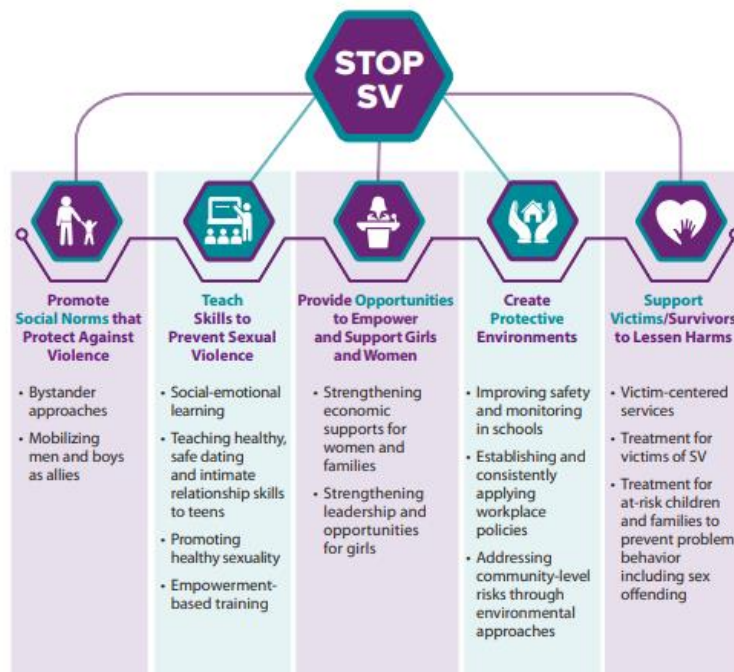 STOP
SV
Promote
Social Norms that
Protect Against
Violence
• Bystander
approaches
• Mobilizing
men and boys
as allies
Teach
Skills to
Prevent Sexual
Violence
• Social-emotional
learning
• Teaching healthy,
safe dating
and intimate
relationship skills
to teens
• Promoting
healthy sexuality
• Empowerment-
based training
Provide Opportunities
to Empower
and Support Girls
and Women
• Strengthening
economic
supports for
women and
families
• Strengthening
leadership and
opportunities
for girls
Create
Protective
Environments
• Improving safety
and monitoring
in schools
• Establishing and
consistently
applying
workplace
policies
• Addressing
community-level
risks through
environmental
approaches
Support
Victims/Survivors
to Lessen Harms
• Victim-centered
services
• Treatment for
victims of SV
• Treatment for
at-risk children
and families to
prevent problem
behavior
including sex
offending